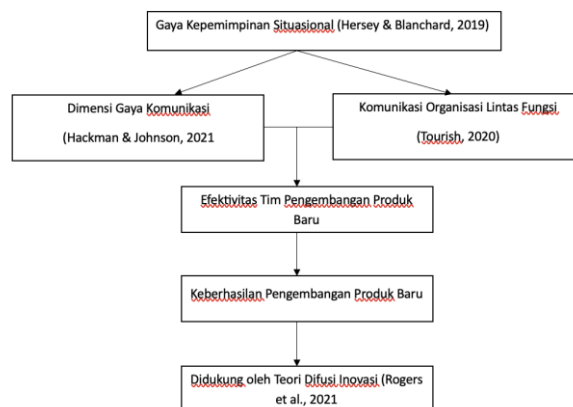 Gaya Kepemimpinan Situasional (Hersey & Blanchard, 2019)
Dimensi Gaya Komunikasi
(Hackman & Johnson, 2021
Komunikasi Organisasi Lintas Fungsi
(Tourish, 2020)
Efektivitas Tim Pengembangan Produk
Baru
Keberhasilan Pengembangan Produk Baru
Didukung oleh Teori Difusi Inovasi (Rogers
et al., 2021